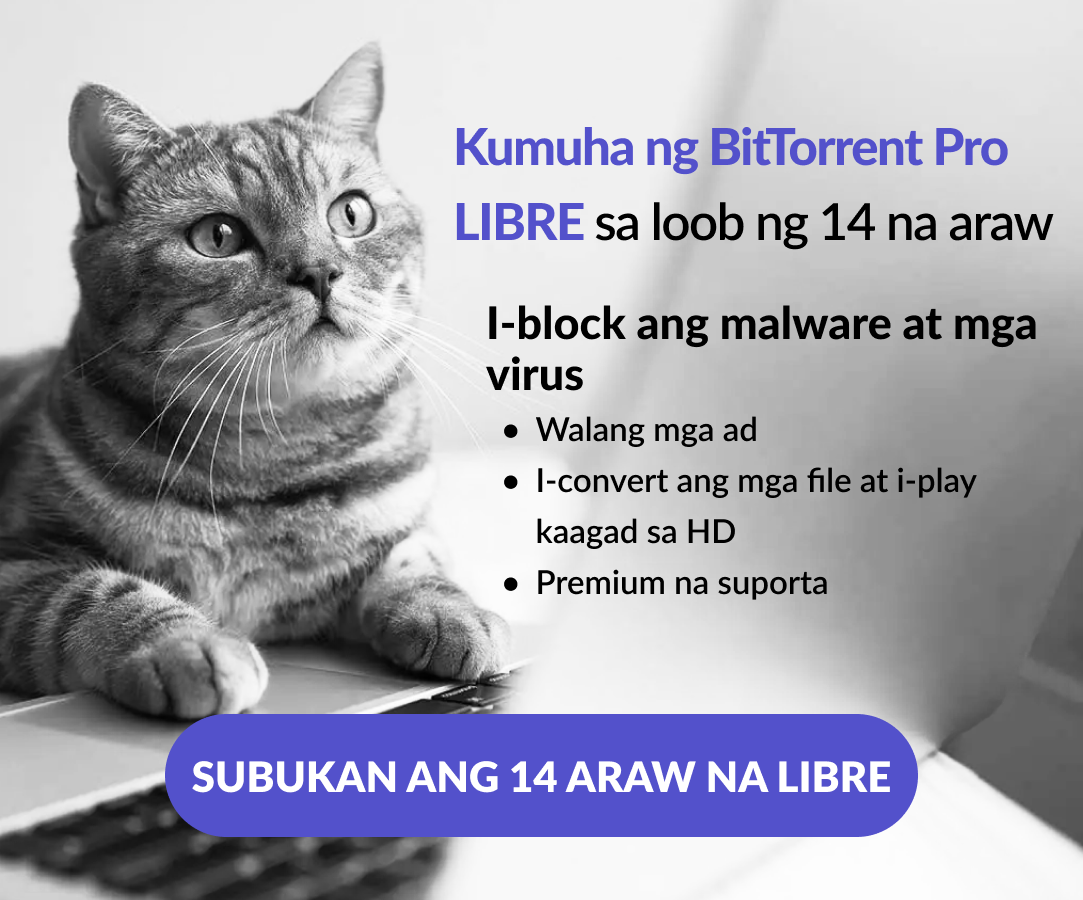 Kumuha ng BitTorrent Pro
LIBRE sa loob ng 14 na araw
I-block ang malware at mga
virus
• Walang mga ad
• I-convert ang mga file at i-play
kaagad sa HD
• Premium na suporta
SUBUKAN ANG 14 ARAW NA LIBRE